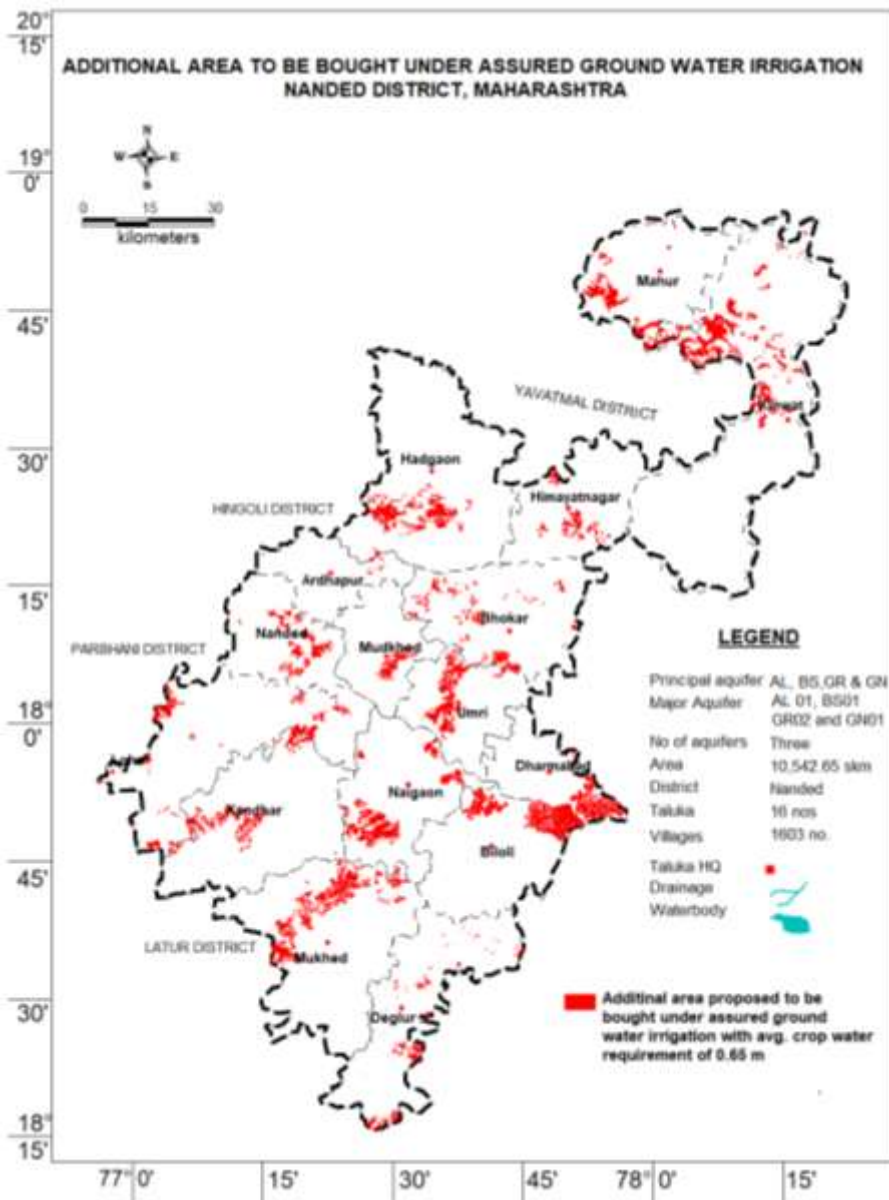 20°
15'
ADDITIONAL AREA TO BE BOUGHT UNDER ASSURED GROUND WATER IRRIGATION
NANDED DISTRICT, MAHARASHTRA
N
W E
S
19°
0'
0 15 30
kilometers
Mahur
45'
YAVATMAL DISTRICT
Kinwat
30'
Hadgaon
Himayatnagar
HINGOLI DISTRICT
15'
Ardhapur
Bhokar
Nanded
Mudkhed
PARBHANI DISTRICT
LEGEND
Principal aquifer AL, BS,GR & GN
Major Aquifer AL 01, BS01
GR02 and GN01
18°
0'
Umri
No of aquifers Three
Area 10,542.65 skm
District Nanded
Taluka 16 nos
Villages 1603 no.
Dharmabad
Naigaon
Kandhar
Biloli
45'
Taluka HQ
Drainage
Waterbody
LATUR DISTRICT
Mukhed
30'
Deglur
Additinal area proposed to be
bought under assured ground
water irrigation with avg. crop water
requirement of 0.65 m
18°
15'
77° 0' 15' 30' 45' 78° 0' 15'